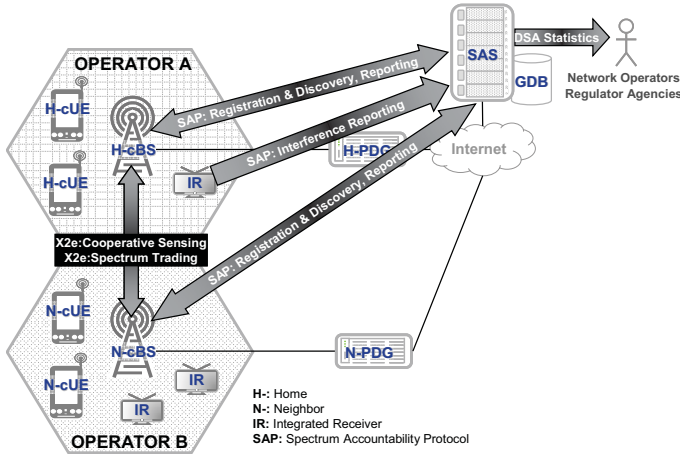 OPERATOR A
H-cUE
H-cBS
H-cUE
IR
SAP: Registration & Discovery, Reporting
SAP: Interference Reporting
SAP: Registration & Discovery, Reporting
SAS
GDB
DSA Statistics
Network Operators
Regulator Agencies
H-PDG
Internet
X2e:Cooperative Sensing
X2e:Spectrum Trading
N-cUE
N-cBS
N-cUE
IR
IR
OPERATOR B
N-PDG
H-: Home
N-: Neighbor
IR: Integrated Receiver
SAP: Spectrum Accountability Protocol